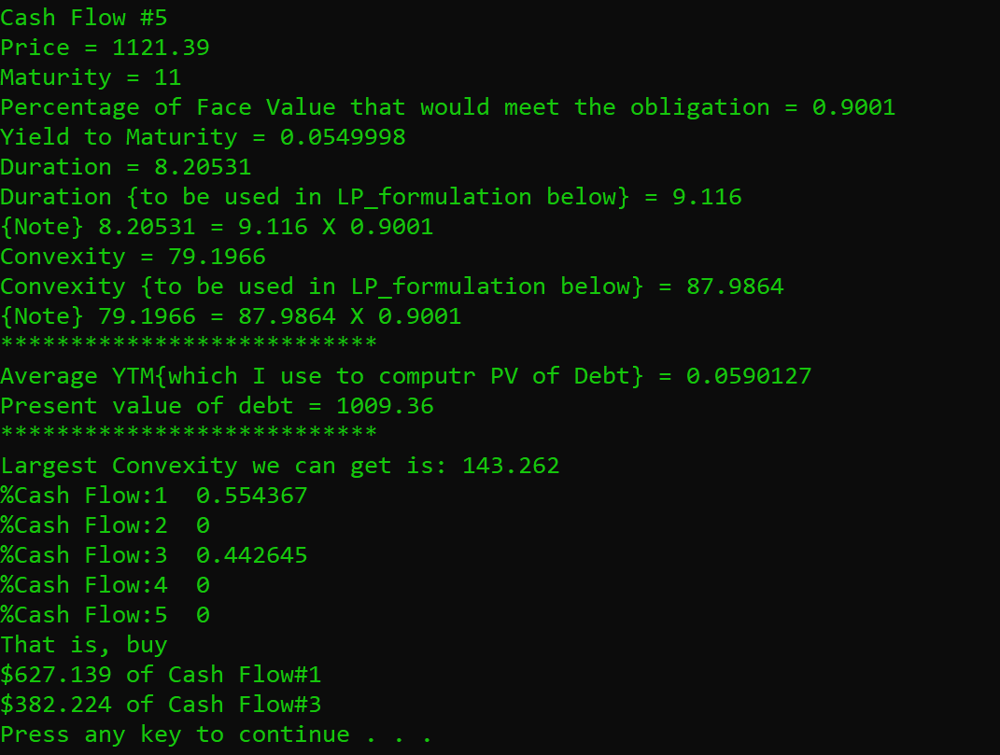 Cash Flow #5
Price = 1121.39
Maturity = 11
Percentage of Face Value that would meet the obligation = 0.9001
Yield to Maturity = 0.0549998
Duration = 8.20531
Duration {to be used in LP_formulation below} = 9.116
{Note} 8.20531 = 9.116 X 0.9001
Convexity = 79.1966
Convexity {to be used in LP_formulation below} = 87.9864
{Note} 79.1966 = 87.9864 X 0.9001
***************************
Average YTM{which I use to computr PV of Debt} = 0.0590127
Present value of debt = 1009.36
***************************
Largest Convexity we can get is: 143.262
%Cash Flow:1  0.554367
%Cash Flow:2  0
%Cash Flow:3  0.442645
%Cash Flow:4  0
%Cash Flow:5  0
That is, buy
$627.139 of Cash Flow#1
$382.224 of Cash Flow#3
Press any key to continue . . .